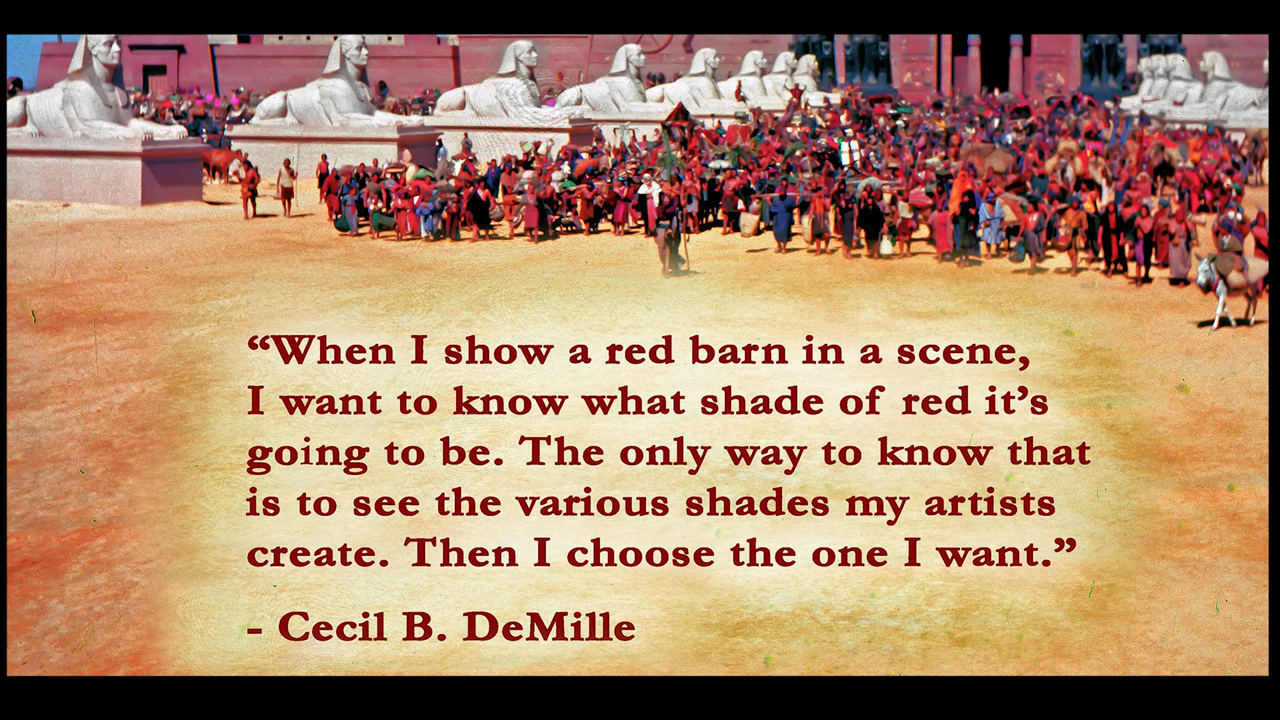 “When I show a red barn in a scene,
I want to know what shade of red it’s
going to be. The only way to know that
is to see the various shades my artists
create. Then I choose the one I want.”
- Cecil B. DeMille